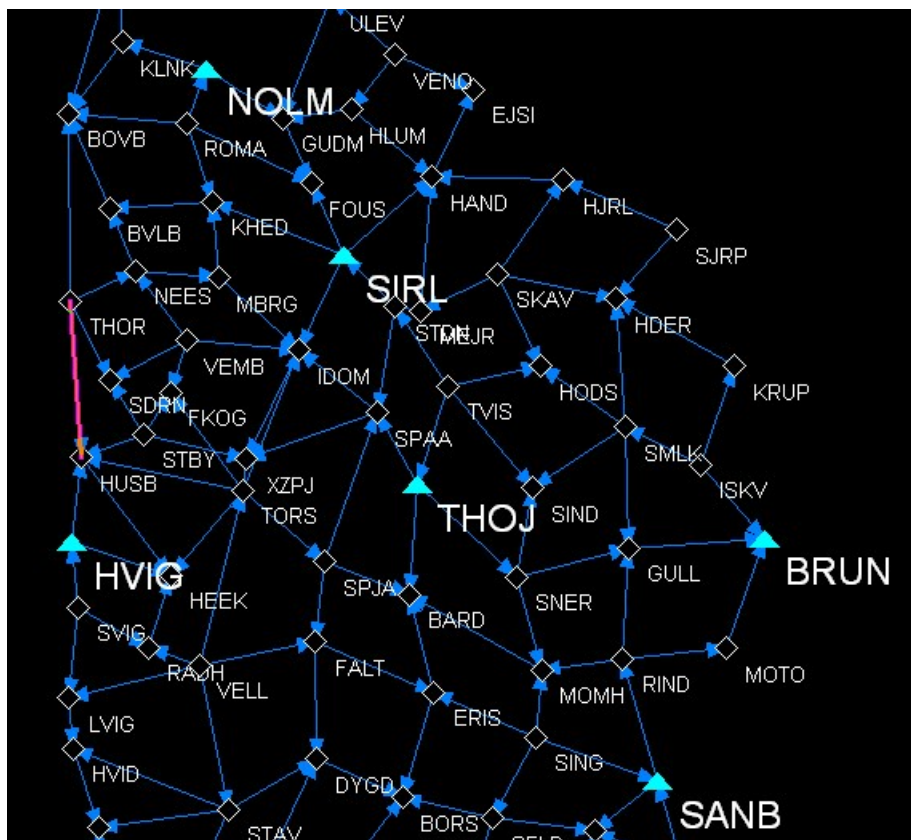 ULEV
KLNK
VENO
NOLM
EJSI
BOVB
ROMA
GUDM
HLUM
FOUS
HAND
HJRL
BVLB
KHED
SJRP
SIRL
NEES
MBRG
SKAV
THOR
MEJR
HDER
VEMB
IDOM
KRUP
SDRN
FKOG
TVIS
HODS
SPAA
STBY
SMLK
HUSB
XZPJ
ISKV
TORS
THOJ
SIND
HVIG
BRUN
HEEK
SPJA
GULL
SNER
SVIG
BARD
RADH
VELL
FALT
MOMH
RIND
MOTO
LVIG
ERIS
HVID
SING
DYGD
SANB
STAV
BORS